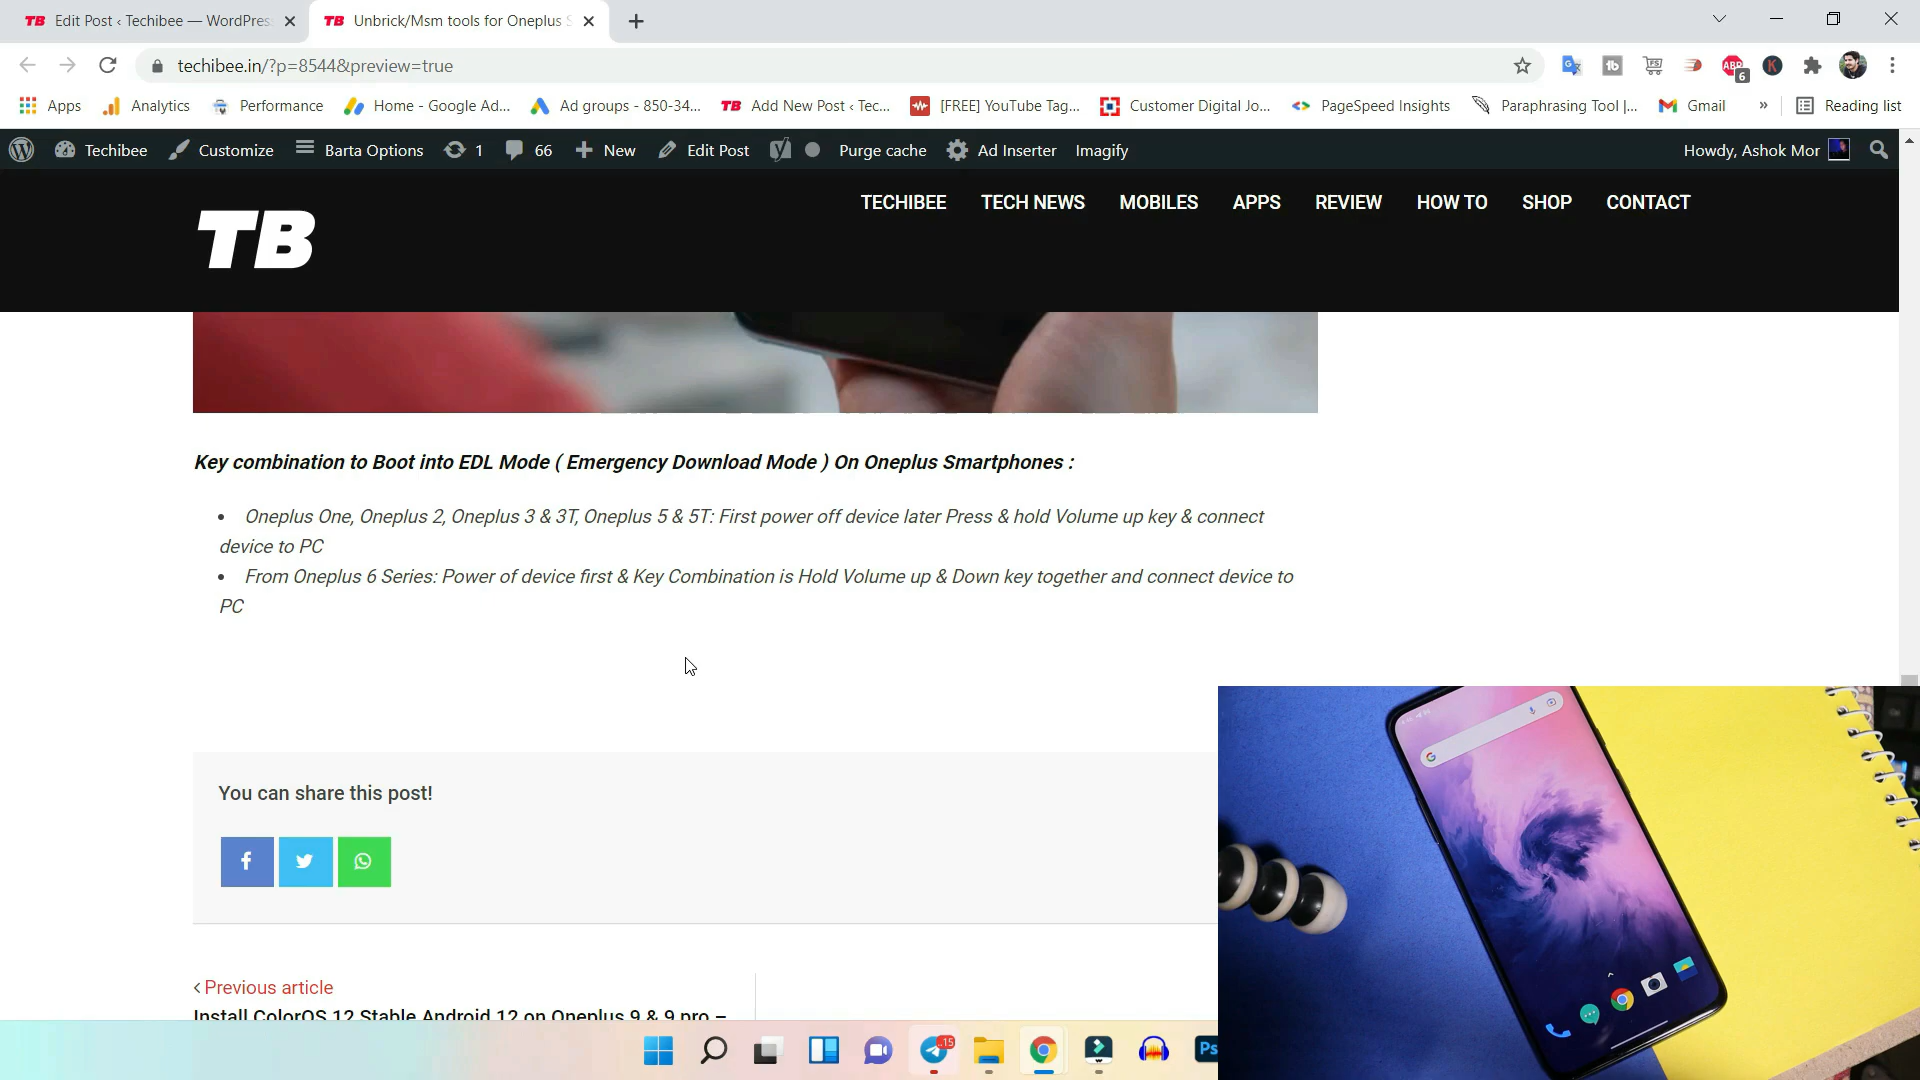 TB Edit Post ‹ Techibee — WordPres
TB Unbrick/Msm tools for Oneplus S
techibee.in/?p=8544&preview=true
Apps Analytics Performance Home - Google Ad... Ad groups - 850-34... TB Add New Post ‹ Tec... [FREE] YouTube Tag... Customer Digital Jo... PageSpeed Insights Paraphrasing Tool |... Gmail » Reading list
Techibee Customize Barta Options 1 66 New Edit Post Purge cache Ad Inserter Imagify Howdy, Ashok Mor
TECHIBEE TECH NEWS MOBILES APPS REVIEW HOW TO SHOP CONTACT
TB
Key combination to Boot into EDL Mode ( Emergency Download Mode ) On Oneplus Smartphones :
• Oneplus One, Oneplus 2, Oneplus 3 & 3T, Oneplus 5 & 5T: First power off device later Press & hold Volume up key & connect
device to PC
• From Oneplus 6 Series: Power of device first & Key Combination is Hold Volume up & Down key together and connect device to
PC
You can share this post!
‹ Previous article
Install ColorOS 12 Stable Android 12 on Oneplus 9 & 9 pro –
Ps